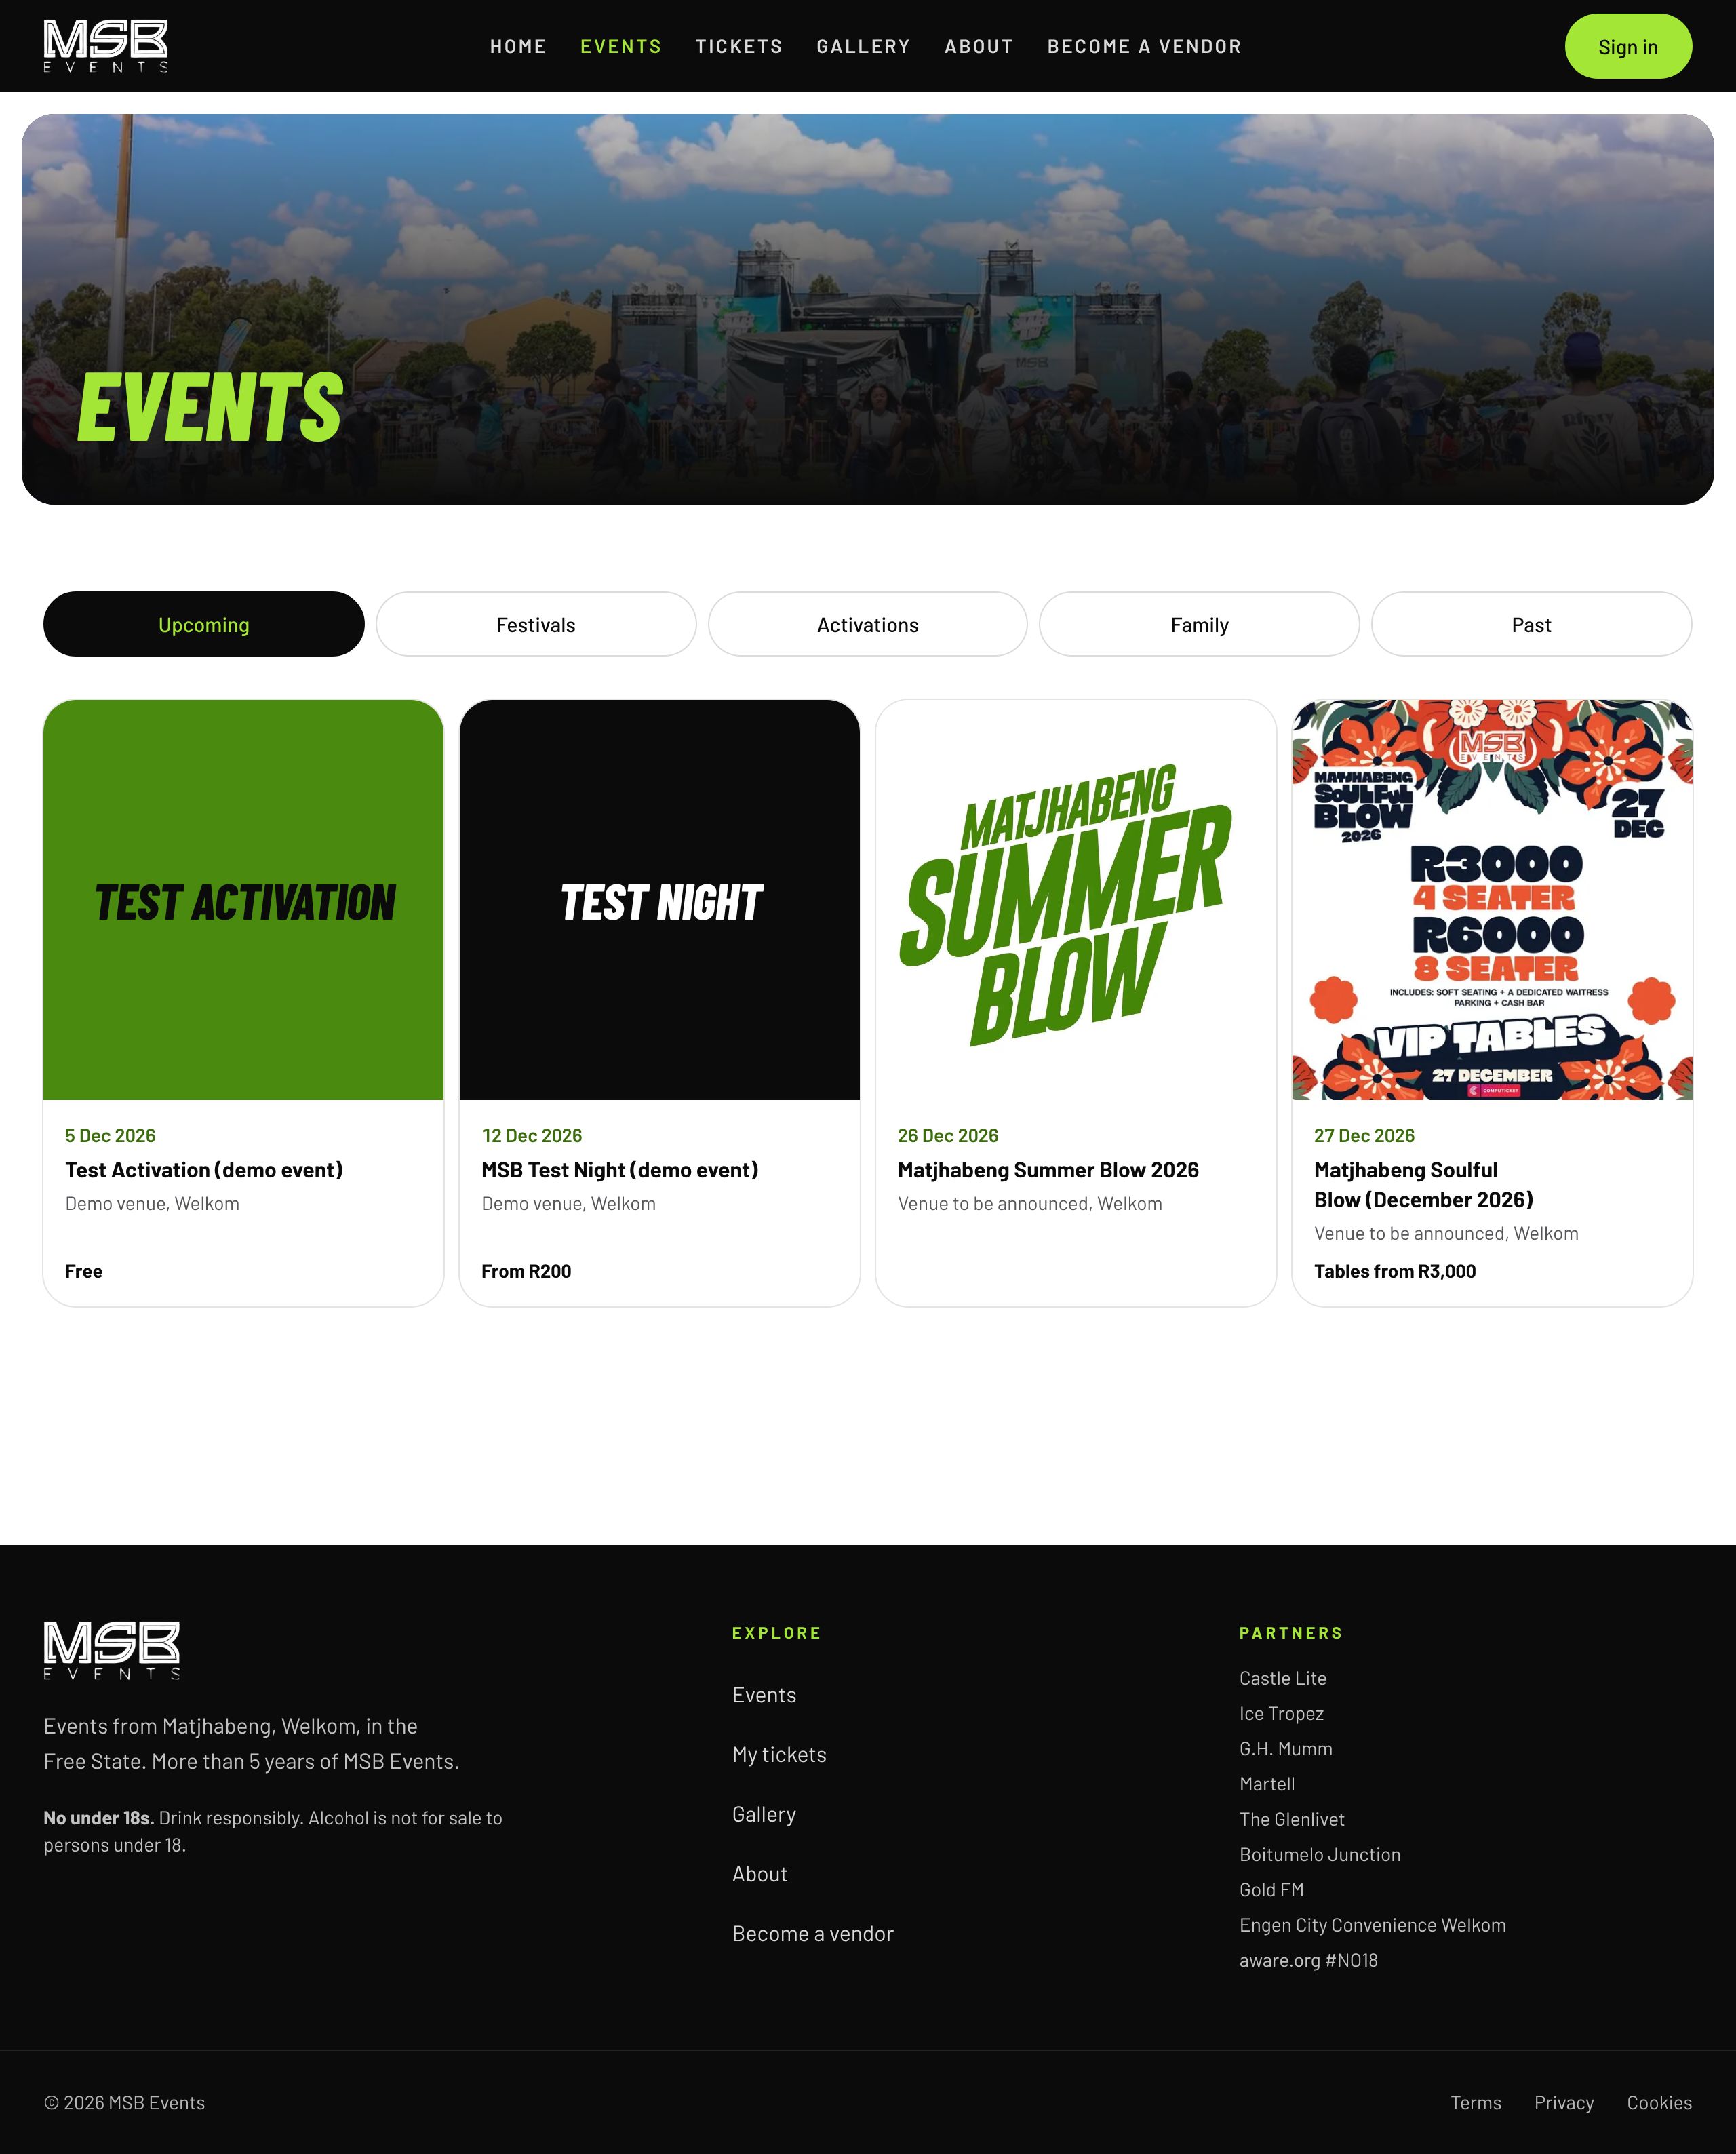 MSB
EVENTS
HOME EVENTS TICKETS GALLERY ABOUT BECOME A VENDOR
Sign in
EVENTS
Upcoming
Festivals
Activations
Family
Past
TEST ACTIVATION
5 Dec 2026
Test Activation (demo event)
Demo venue, Welkom
Free
TEST NIGHT
12 Dec 2026
MSB Test Night (demo event)
Demo venue, Welkom
From R200
MATJHABENG
SUMMER
BLOW
26 Dec 2026
Matjhabeng Summer Blow 2026
Venue to be announced, Welkom
MSB
EVENTS
MATJHABENG
SOULFUL
BLOW
2026
27
DEC
R3000
4 SEATER
R6000
8 SEATER
INCLUDES: SOFT SEATING + A DEDICATED WAITRESS
PARKING + CASH BAR
VIP TABLES
27 DECEMBER
COMPUTICKET
27 Dec 2026
Matjhabeng Soulful
Blow (December 2026)
Venue to be announced, Welkom
Tables from R3,000
MSB
EVENTS
Events from Matjhabeng, Welkom, in the
Free State. More than 5 years of MSB Events.
No under 18s. Drink responsibly. Alcohol is not for sale to
persons under 18.
EXPLORE
Events
My tickets
Gallery
About
Become a vendor
PARTNERS
Castle Lite
Ice Tropez
G.H. Mumm
Martell
The Glenlivet
Boitumelo Junction
Gold FM
Engen City Convenience Welkom
aware.org #NO18
© 2026 MSB Events
Terms Privacy Cookies